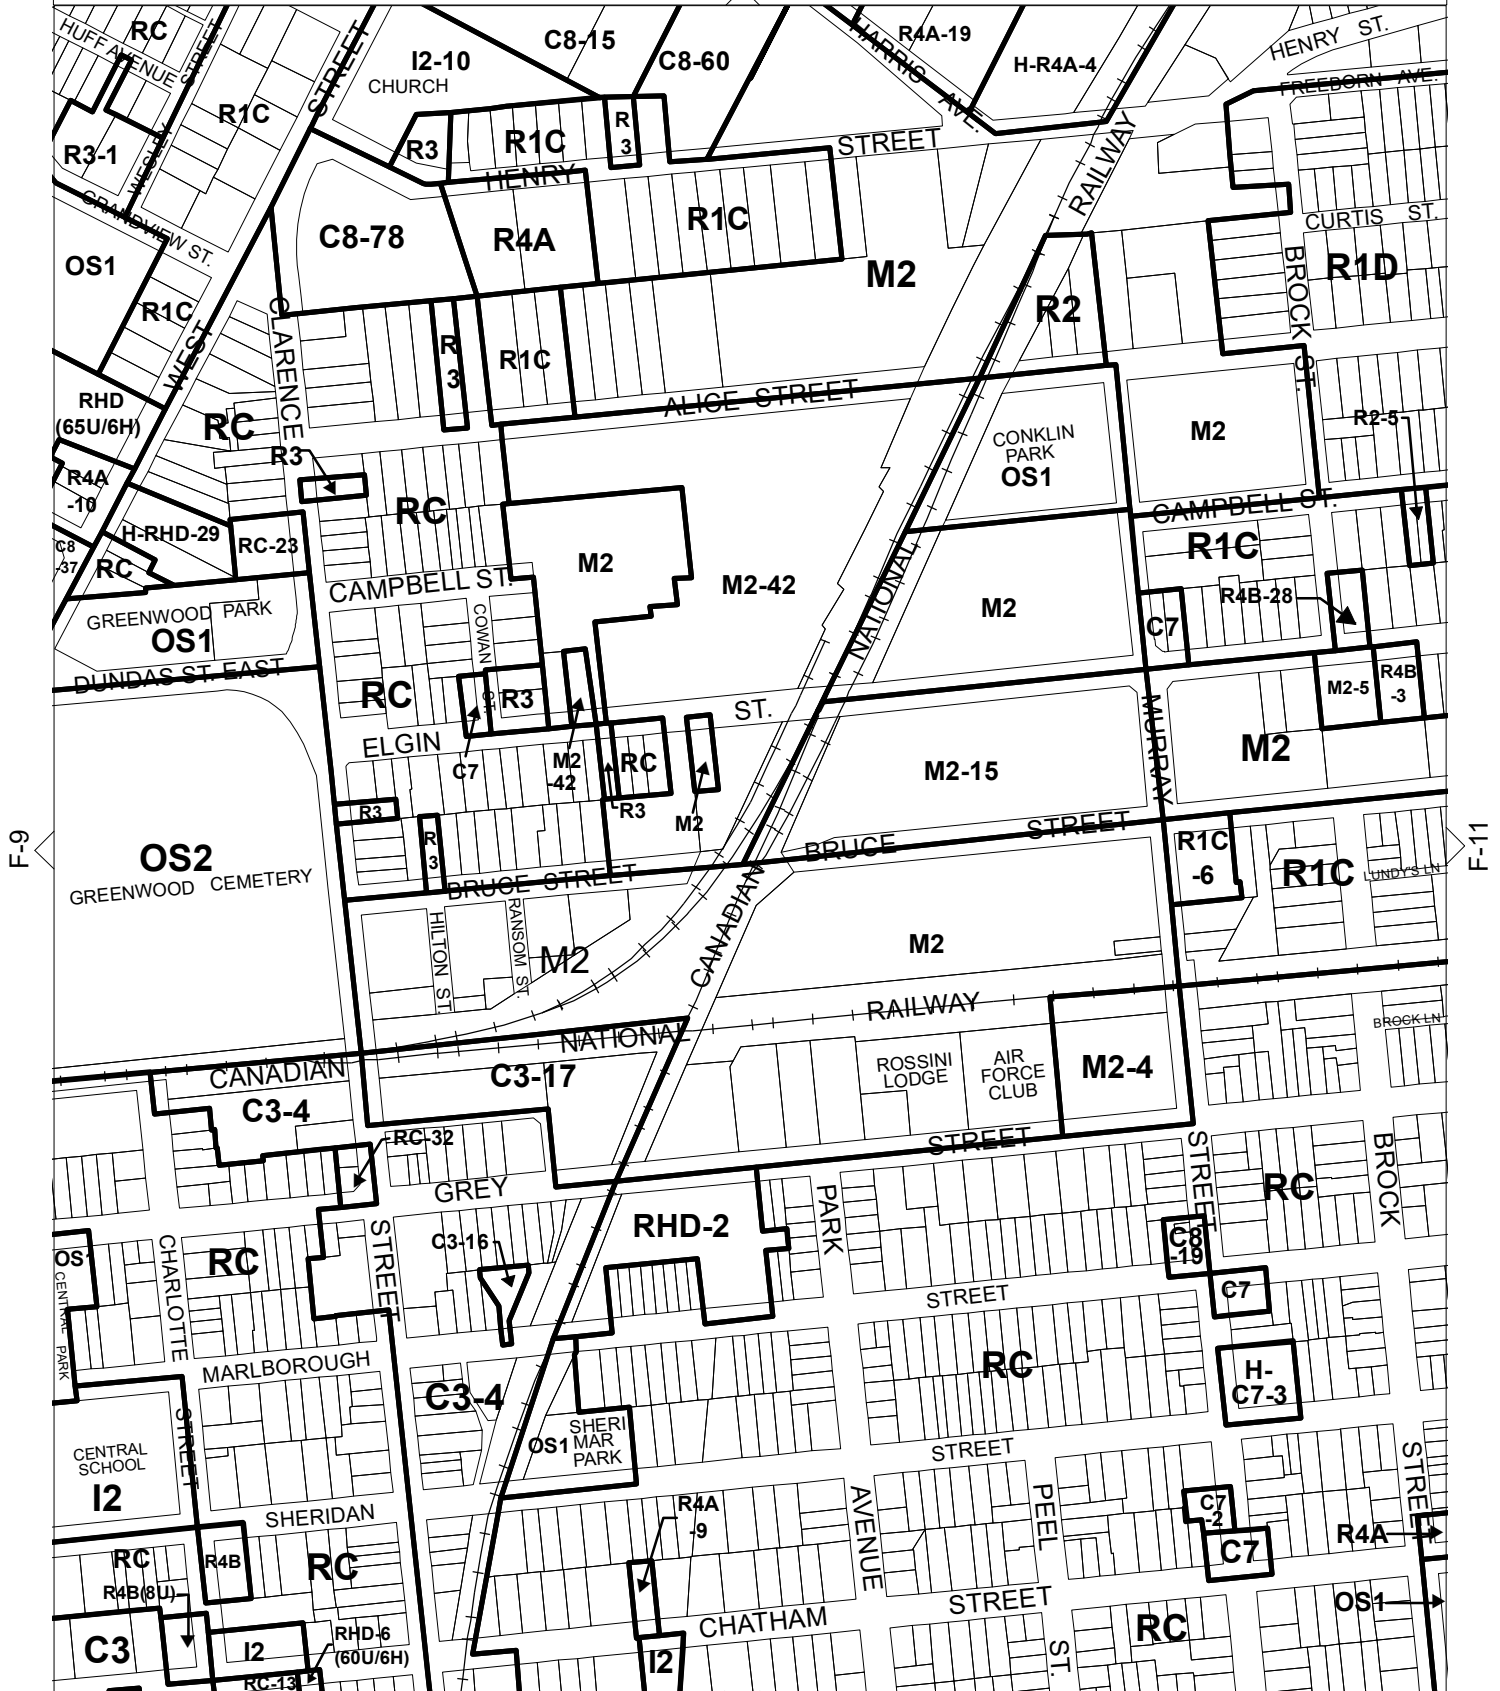 RC
HUFF AVENUE
STREET
C8-15
I2-10
CHURCH
C8-60
R4A-19
HARRIS AVE.
H-R4A-4
HENRY ST.
FREEBORN AVE.
R1C
STREET
R3-1
WESLEY
R3
R1C
R
3
HENRY
STREET
RAILWAY
GRANDVIEW ST.
OS1
C8-78
R4A
R1C
M2
CURTIS ST.
BROCK ST.
R1D
R1C
WEST
CLARENCE
R
3
R1C
R2
RHD
(65U/6H)
RC
ALICE STREET
R4A
-10
R3
RC
CONKLIN
PARK
OS1
M2
R2-5
C8
-37
H-RHD-29
RC-23
RC
CAMPBELL ST.
M2
M2-42
NATIONAL
M2
CAMPBELL ST.
R1C
R4B-28
C7
GREENWOOD PARK
OS1
DUNDAS ST. EAST
COWAN
ST.
RC
R3
ELGIN
ST.
C7
M2
-42
RC
R3
M2
M2-15
MURRAY
M2-5
R4B
-3
M2
R3
R
3
F-9
OS2
GREENWOOD CEMETERY
BRUCE STREET
BRUCE
STREET
R1C
-6
R1C
LUNDY'S LN
F-11
HILTON ST.
RANSOM ST.
M2
CANADIAN
M2
RAILWAY
BROCK LN
CANADIAN
NATIONAL
C3-4
C3-17
ROSSINI
LODGE
AIR
FORCE
CLUB
M2-4
RC-32
STREET
GREY
STREET
RC
BROCK
OS1
CENTRAL PARK
CHARLOTTE
RC
STREET
C3-16
RHD-2
PARK
C8
-19
C7
STREET
MARLBOROUGH
C3-4
RC
H-
C7-3
CENTRAL
SCHOOL
I2
STREET
OS1
SHERI
MAR
PARK
STREET
STREET
SHERIDAN
RC
R4B
RC
R4B(8U)
R4A
-9
AVENUE
PEEL
C7
-2
C7
R4A
OS1
C3
I2
RHD-6
(60U/6H)
RC-13
CHATHAM
STREET
I2
ST.
RC